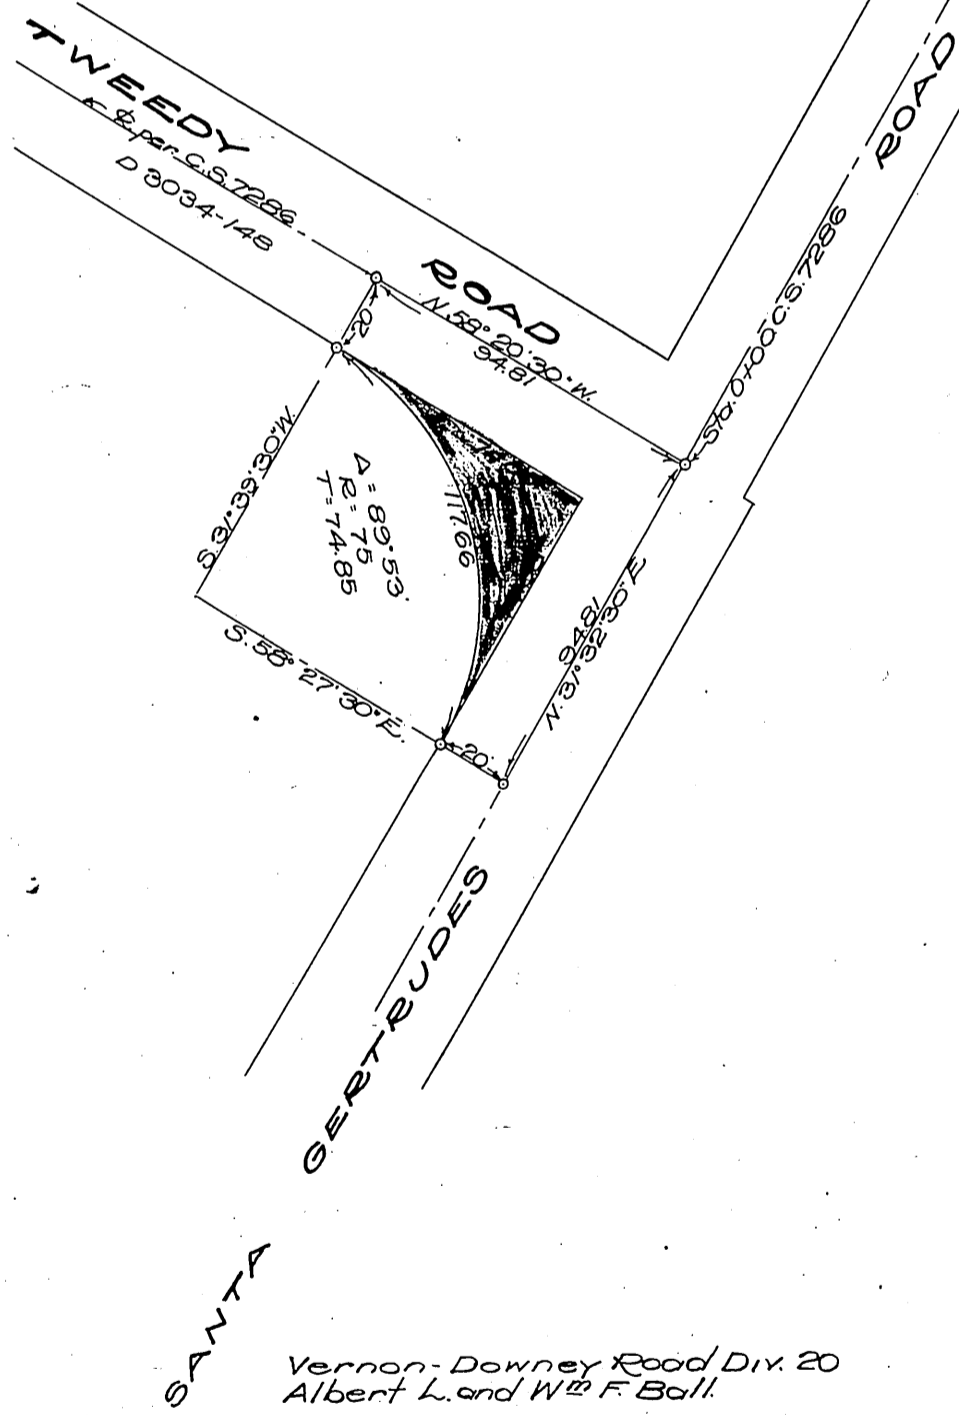 TWEEDY
ROAD
℄ per C.S. 7286
D 3034-148
ROAD
N. 58° 20' 30" W.
94.81
Sta. 0+00 C.S. 7286
20
S. 31° 39' 30" W.
Δ = 89° 53'
R = 75
T = 74.85
117.66
94.81
N. 31° 32' 30" E
S. 58° 27' 30" E.
20
SANTA GERTRUDES
Vernon-Downey Road Div. 20
Albert L. and Wm F. Ball.